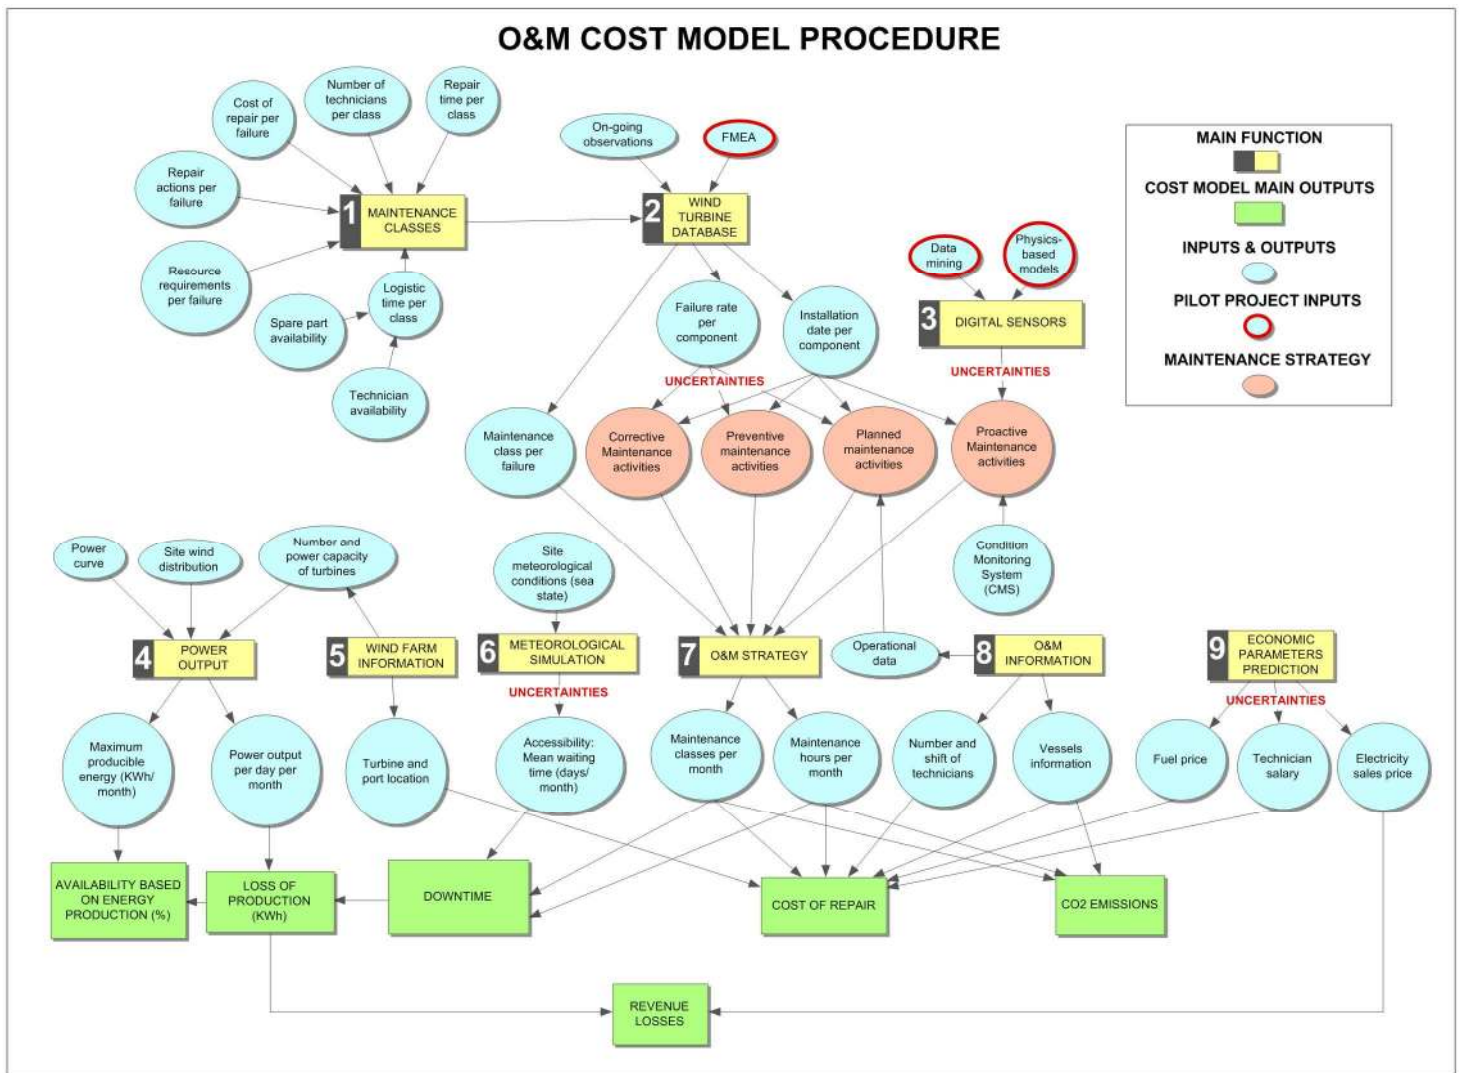 O&M COST MODEL PROCEDURE
Cost of
repair per
failure
Number of
technicians
per class
Repair
time per
class
Repair
actions per
failure
Resource
requirements
per failure
1
MAINTENANCE
CLASSES
Spare part
availability
Logistic
time per
class
Technician
availability
On-going
observations
FMEA
2
WIND
TURBINE
DATABASE
Data
mining
Physics-
based
models
3
DIGITAL SENSORS
MAIN FUNCTION
COST MODEL MAIN OUTPUTS
INPUTS & OUTPUTS
PILOT PROJECT INPUTS
MAINTENANCE STRATEGY
Failure rate
per
component
Installation
date per
component
UNCERTAINTIES
UNCERTAINTIES
Maintenance
class per
failure
Corrective
Maintenance
activities
Preventive
maintenance
activities
Planned
maintenance
activities
Proactive
Maintenance
activities
Condition
Monitoring
System
(CMS)
Power
curve
Site wind
distribution
Number and
power capacity
of turbines
Site
meteorological
conditions (sea
state)
4
POWER
OUTPUT
5
WIND FARM
INFORMATION
6
METEOROLOGICAL
SIMULATION
7
O&M STRATEGY
Operational
data
8
O&M
INFORMATION
9
ECONOMIC
PARAMETERS
PREDICTION
UNCERTAINTIES
UNCERTAINTIES
Maximum
producible
energy (KWh/
month)
Power output
per day per
month
Turbine and
port location
Accessibility:
Mean waiting
time (days/
month)
Maintenance
classes per
month
Maintenance
hours per
month
Number and
shift of
technicians
Vessels
information
Fuel price
Technician
salary
Electricity
sales price
AVAILABILITY BASED
ON ENERGY
PRODUCTION (%)
LOSS OF
PRODUCTION
(KWh)
DOWNTIME
COST OF REPAIR
CO2 EMISSIONS
REVENUE
LOSSES